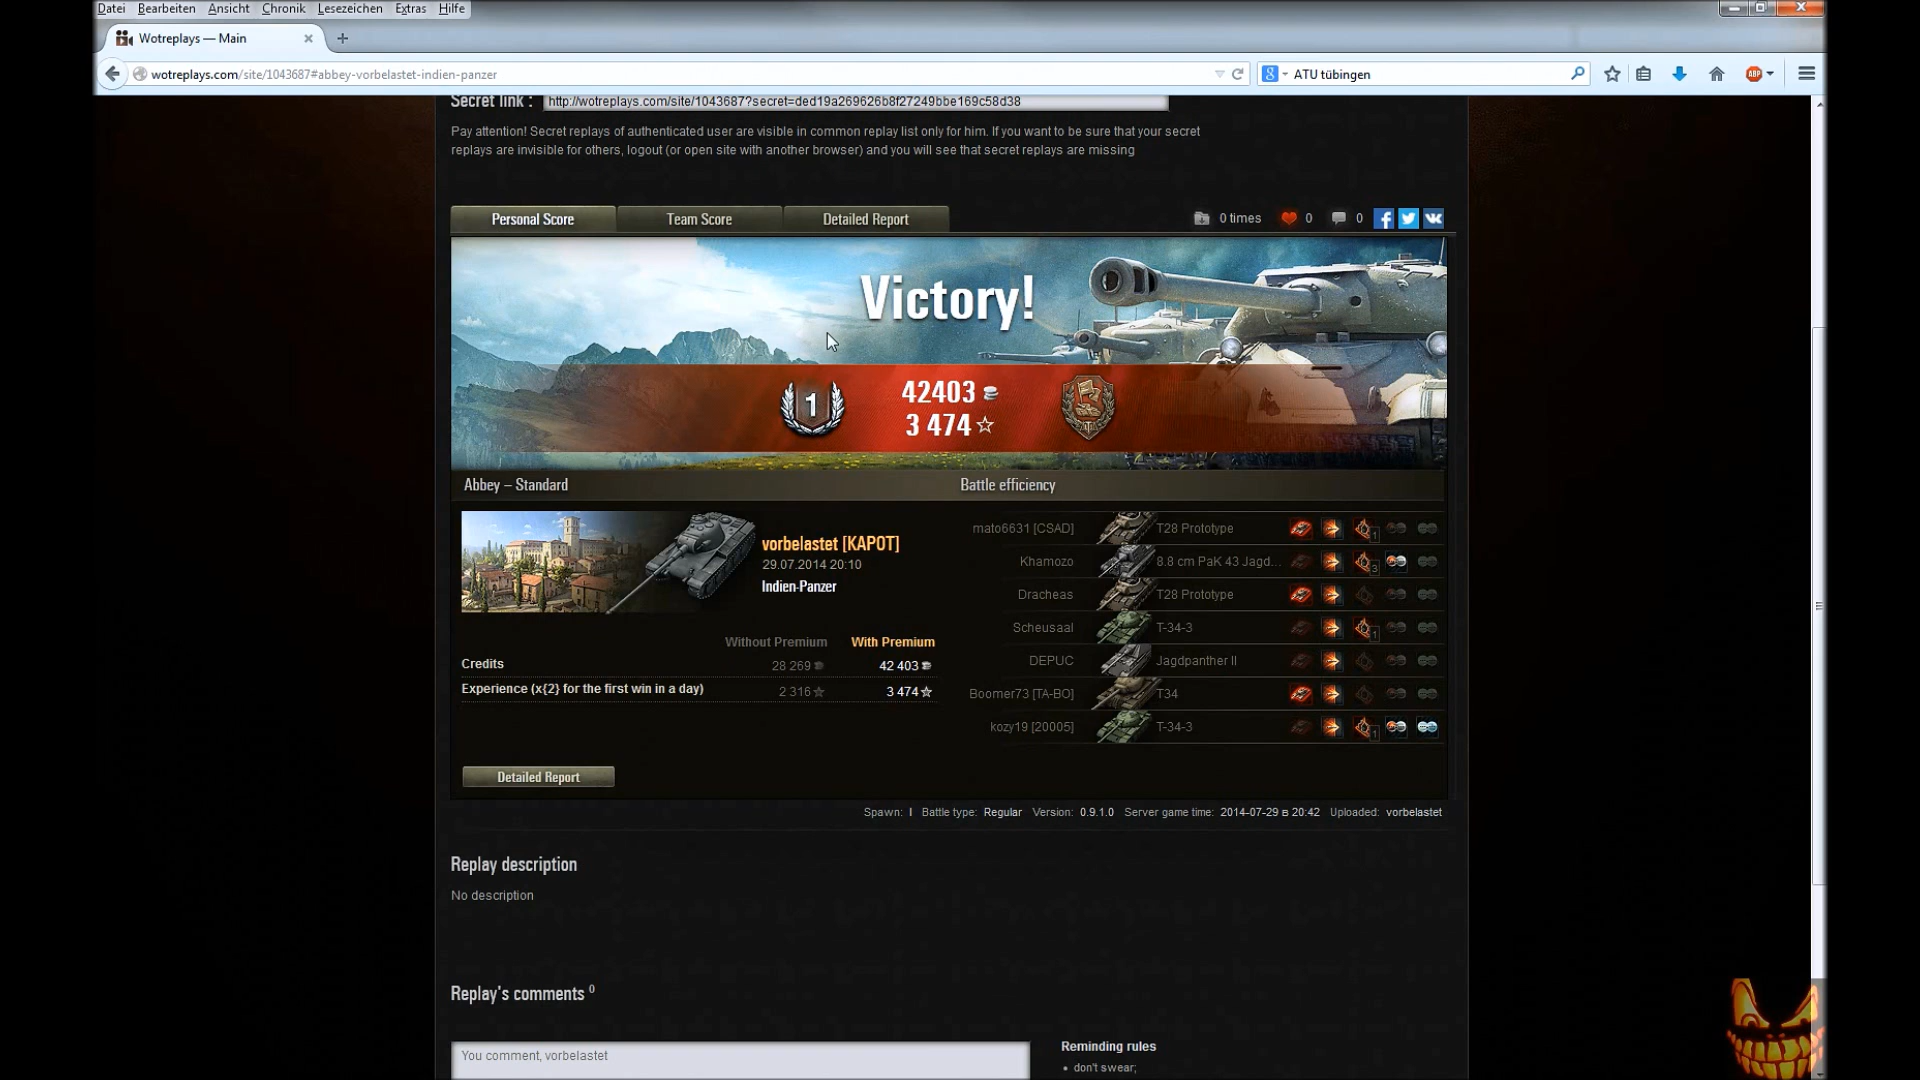 Datei Bearbeiten Ansicht Chronik Lesezeichen Extras Hilfe
Wotreplays — Main
wotreplays.com/site/1043687#abbey-vorbelastet-indien-panzer
8 ATU tübingen ABP
Secret link : http://wotreplays.com/site/1043687?secret=ded19a269626b8f27249bbe169c58d38
Pay attention! Secret replays of authenticated user are visible in common replay list only for him. If you want to be sure that your secret
replays are invisible for others, logout (or open site with another browser) and you will see that secret replays are missing
Personal Score Team Score Detailed Report 0 times 0 0
Victory!
1
42403
3 474
Abbey – Standard Battle efficiency
vorbelastet [KAPOT]
29.07.2014 20:10
Indien-Panzer
Without Premium With Premium
Credits 28 269 42 403
Experience (x{2} for the first win in a day) 2 316 3 474
mato6631 [CSAD] T28 Prototype 1
Khamozo 8.8 cm PaK 43 Jagd... 3
Dracheas T28 Prototype
Scheusaal T-34-3 1
DEPUC Jagdpanther II
Boomer73 [TA-BO] T34
kozy19 [20005] T-34-3 1
Detailed Report
Spawn: I Battle type: Regular Version: 0.9.1.0 Server game time: 2014-07-29 в 20:42 Uploaded: vorbelastet
Replay description
No description
Replay's comments 0
You comment, vorbelastet
Reminding rules
• don't swear;